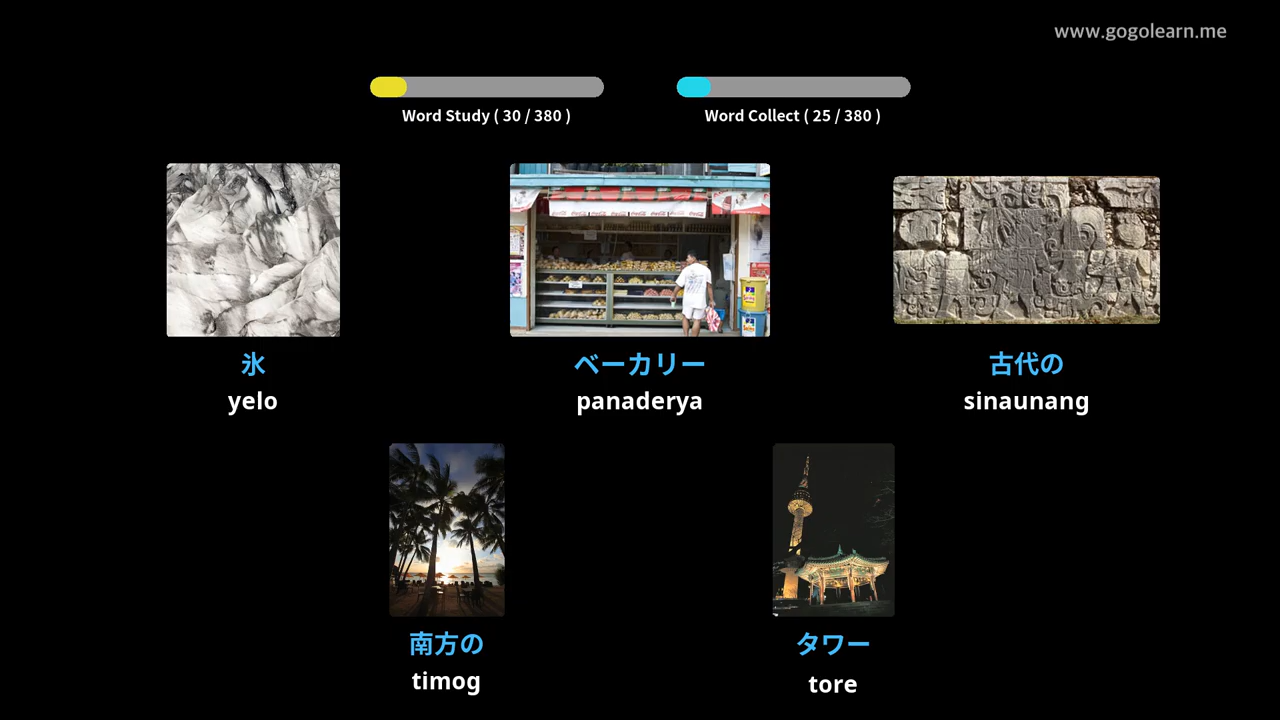 www.gogolearn.me
Word Study ( 30 / 380 )
Word Collect ( 25 / 380 )
氷
yelo
ベーカリー
panaderya
古代の
sinaunang
南方の
timog
タワー
tore